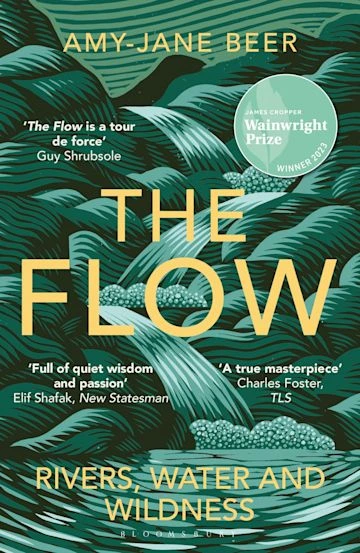 AMY-JANE BEER
'The Flow is a tour
de force'
Guy Shrubsole
JAMES CROPPER
Wainwright
Prize
WINNER 2023
THE
FLOW
'Full of quiet wisdom
and passion'
Elif Shafak, New Statesman
'A true masterpiece'
Charles Foster,
TLS
RIVERS, WATER AND
WILDNESS
BLOOMSBURY